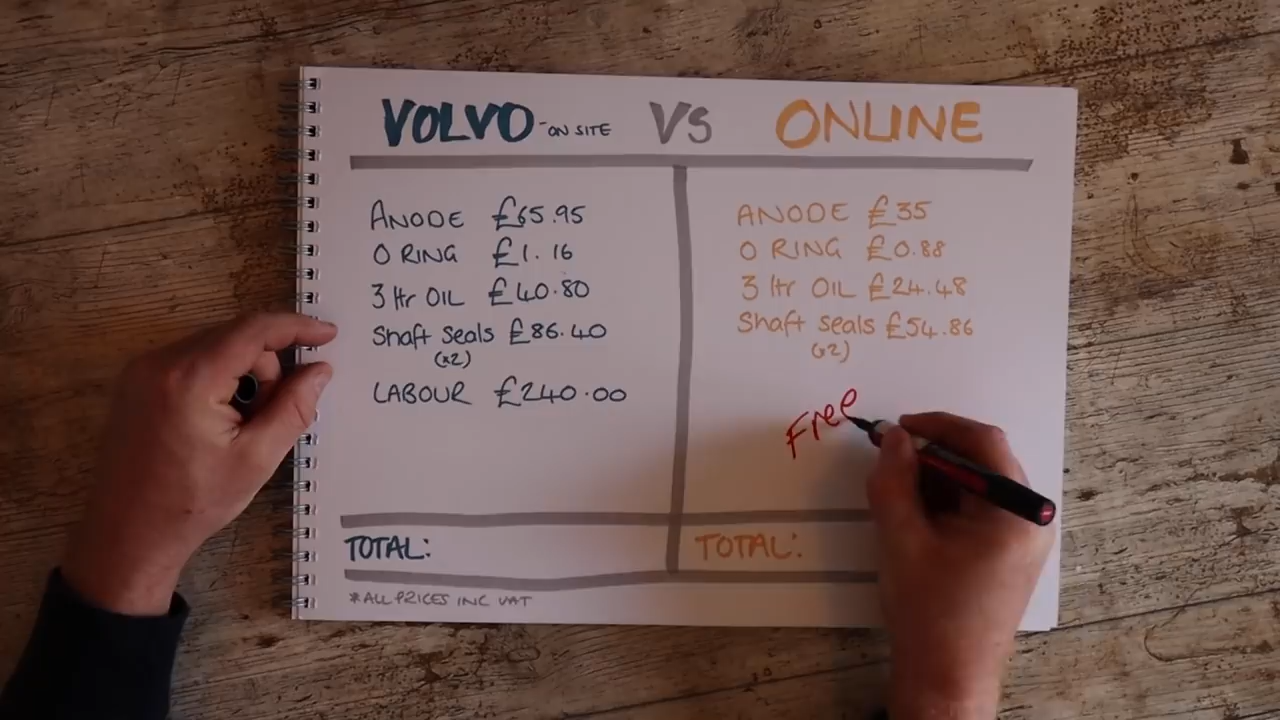 VOLVO - ON SITE VS ONLINE
ANODE £65.95
O RING £1.16
3 ltr OIL £40.80
Shaft seals £86.40
(x2)
LABOUR £240.00
ANODE £35
O RING £0.88
3 ltr OIL £24.48
Shaft seals £54.86
(x2)
Free
TOTAL:
TOTAL:
*ALL PRICES INC VAT